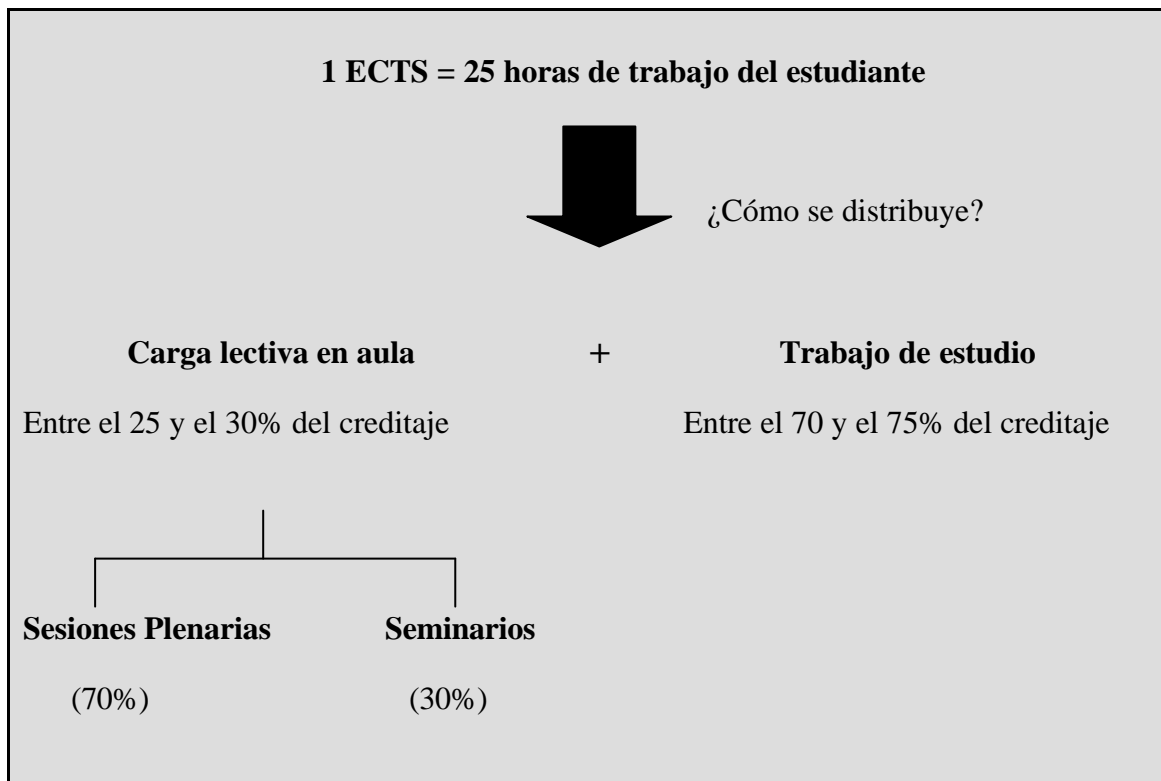 1 ECTS = 25 horas de trabajo del estudiante
¿Cómo se distribuye?
Carga lectiva en aula + Trabajo de estudio
Entre el 25 y el 30% del creditaje Entre el 70 y el 75% del creditaje
Sesiones Plenarias Seminarios
(70%) (30%)